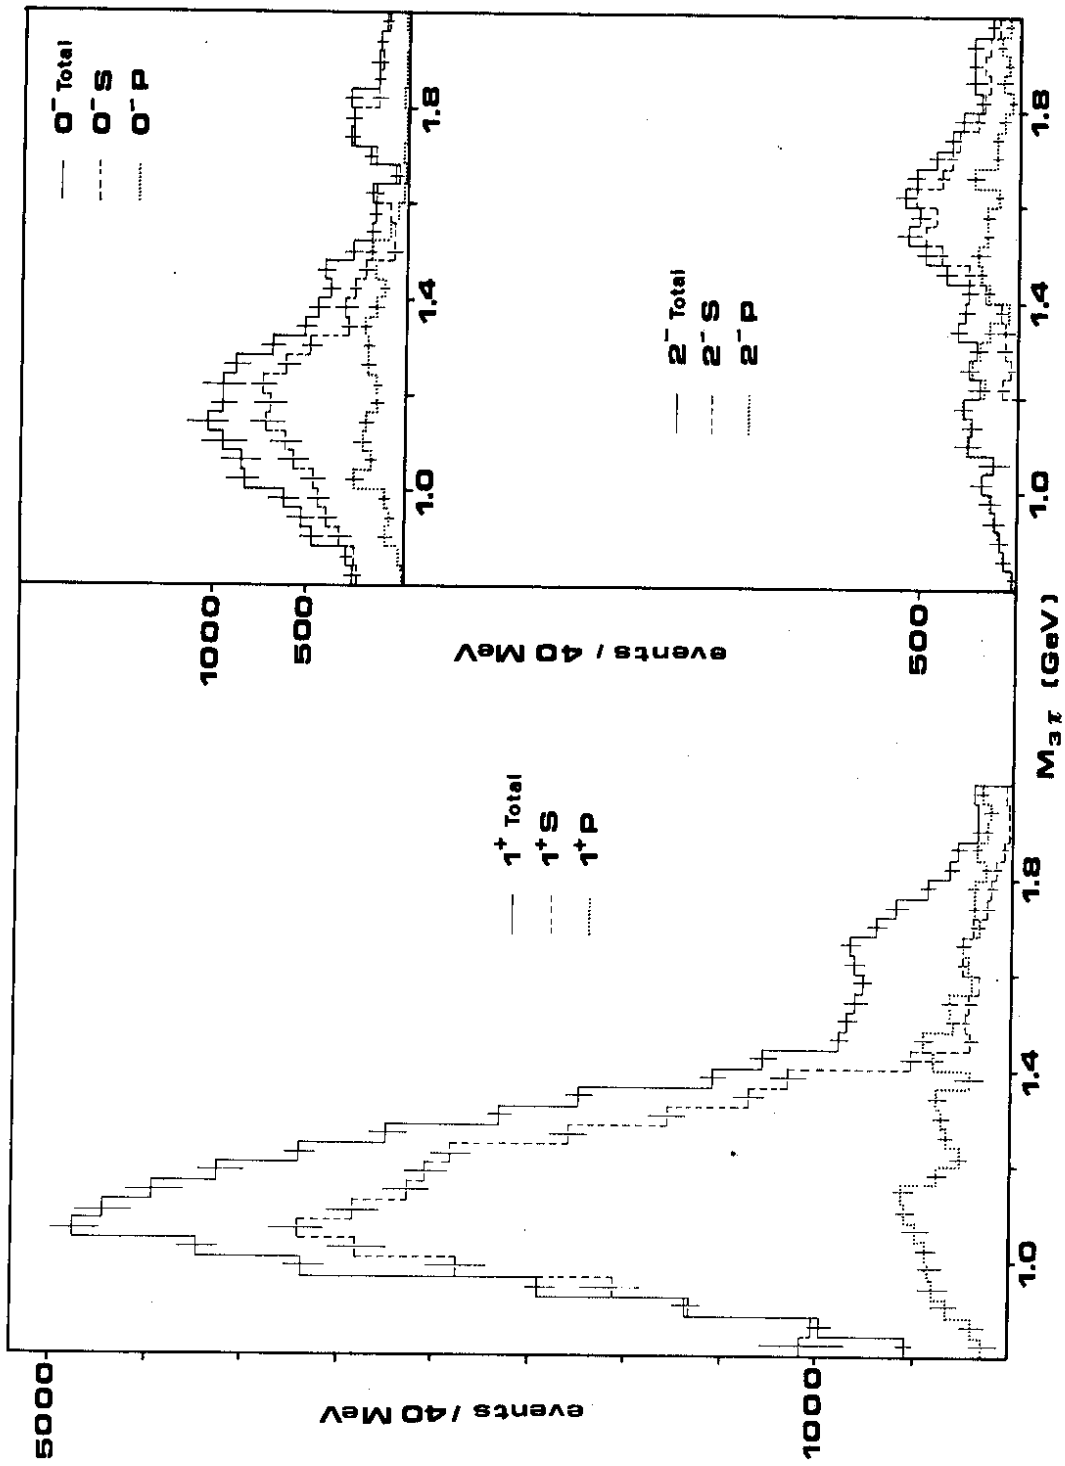 5000
1000
events / 40 MeV
1⁺ Total
1⁺S
1⁺P
1.0
1.4
1.8
1000
500
events / 40 MeV
0⁻ Total
0⁻S
0⁻P
1.0
1.4
1.8
500
2⁻ Total
2⁻S
2⁻P
1.0
1.4
1.8
M₃π (GeV)